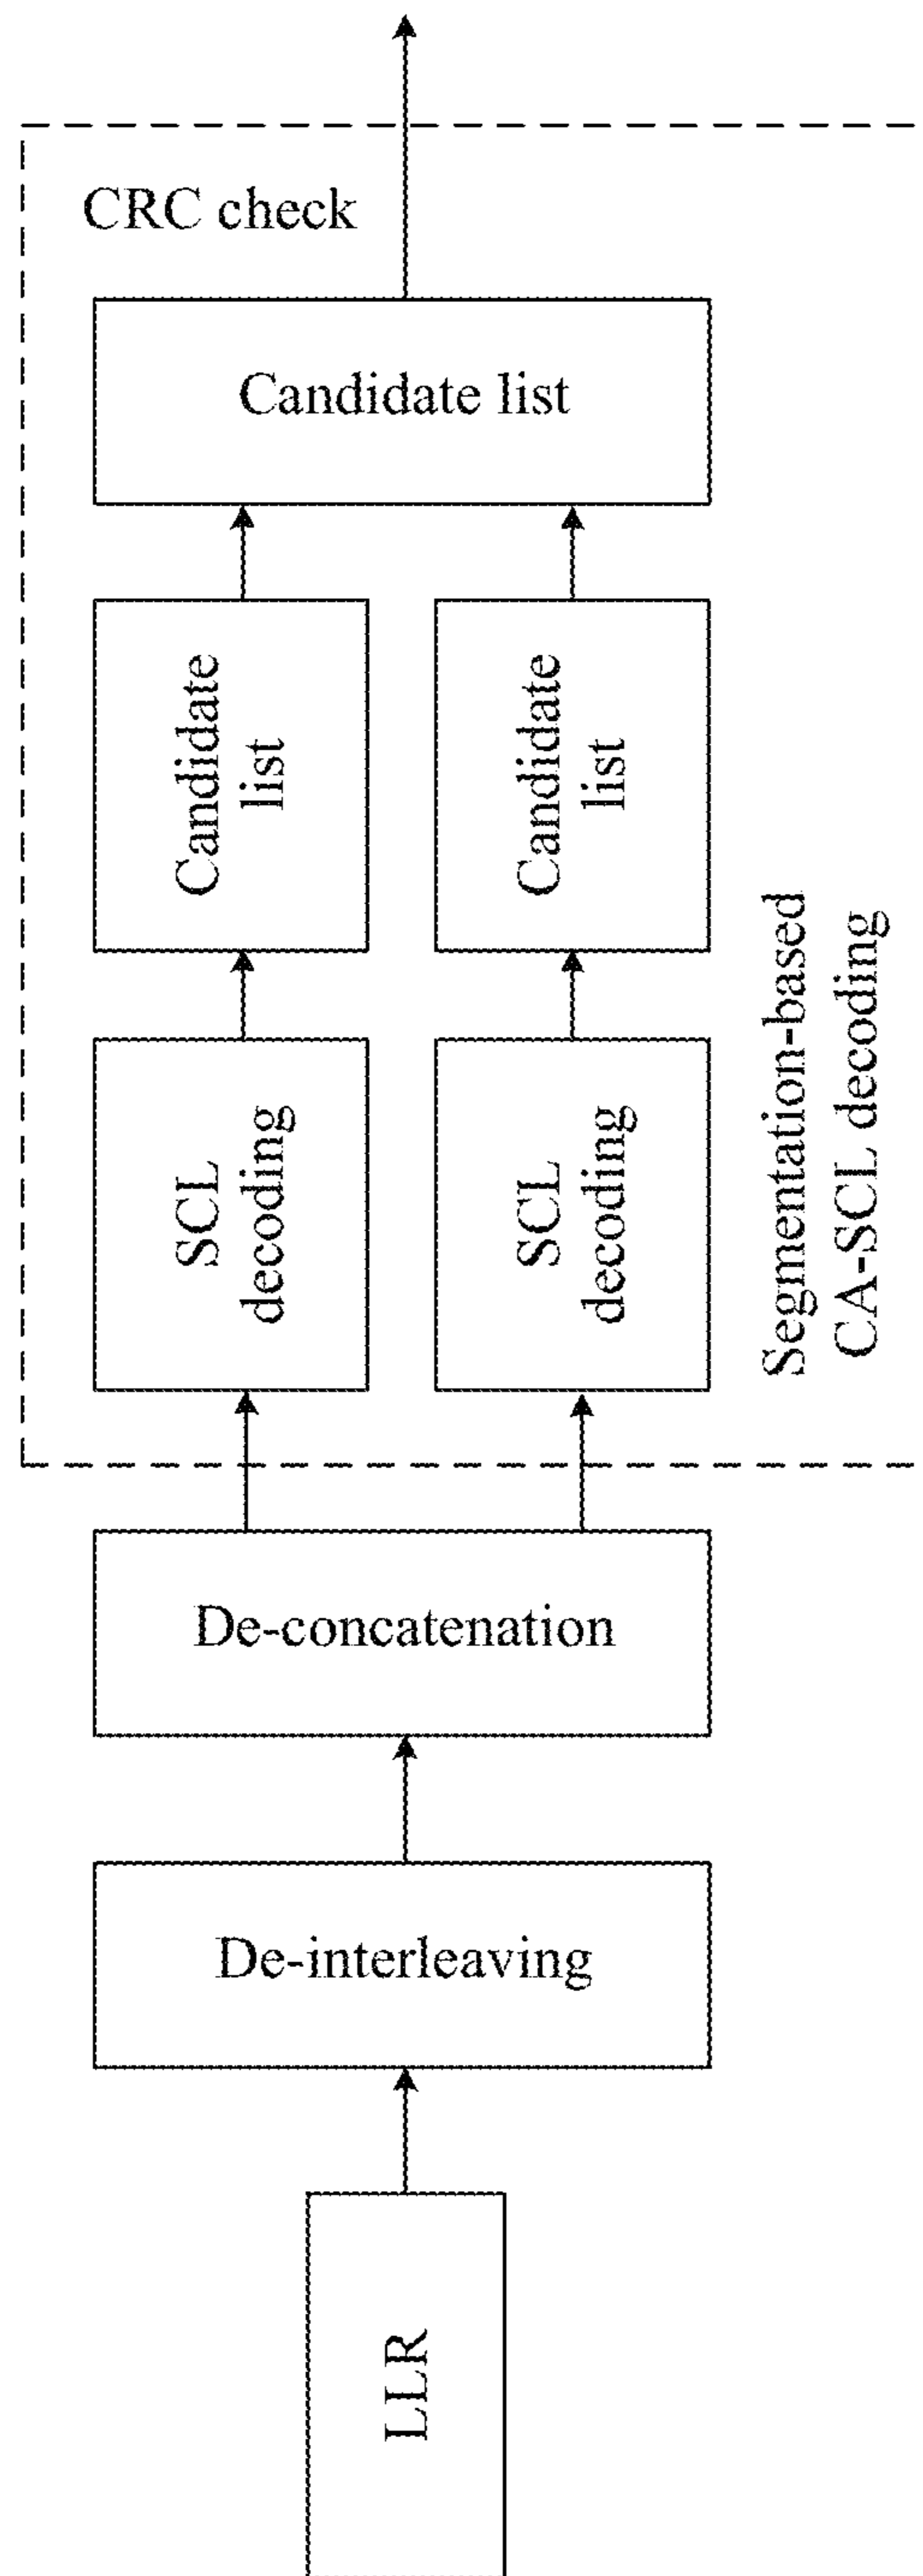 CRC check
Candidate list
Candidate
list
Candidate
list
SCL
decoding
SCL
decoding
Segmentation-based
CA-SCL decoding
De-concatenation
De-interleaving
LLR